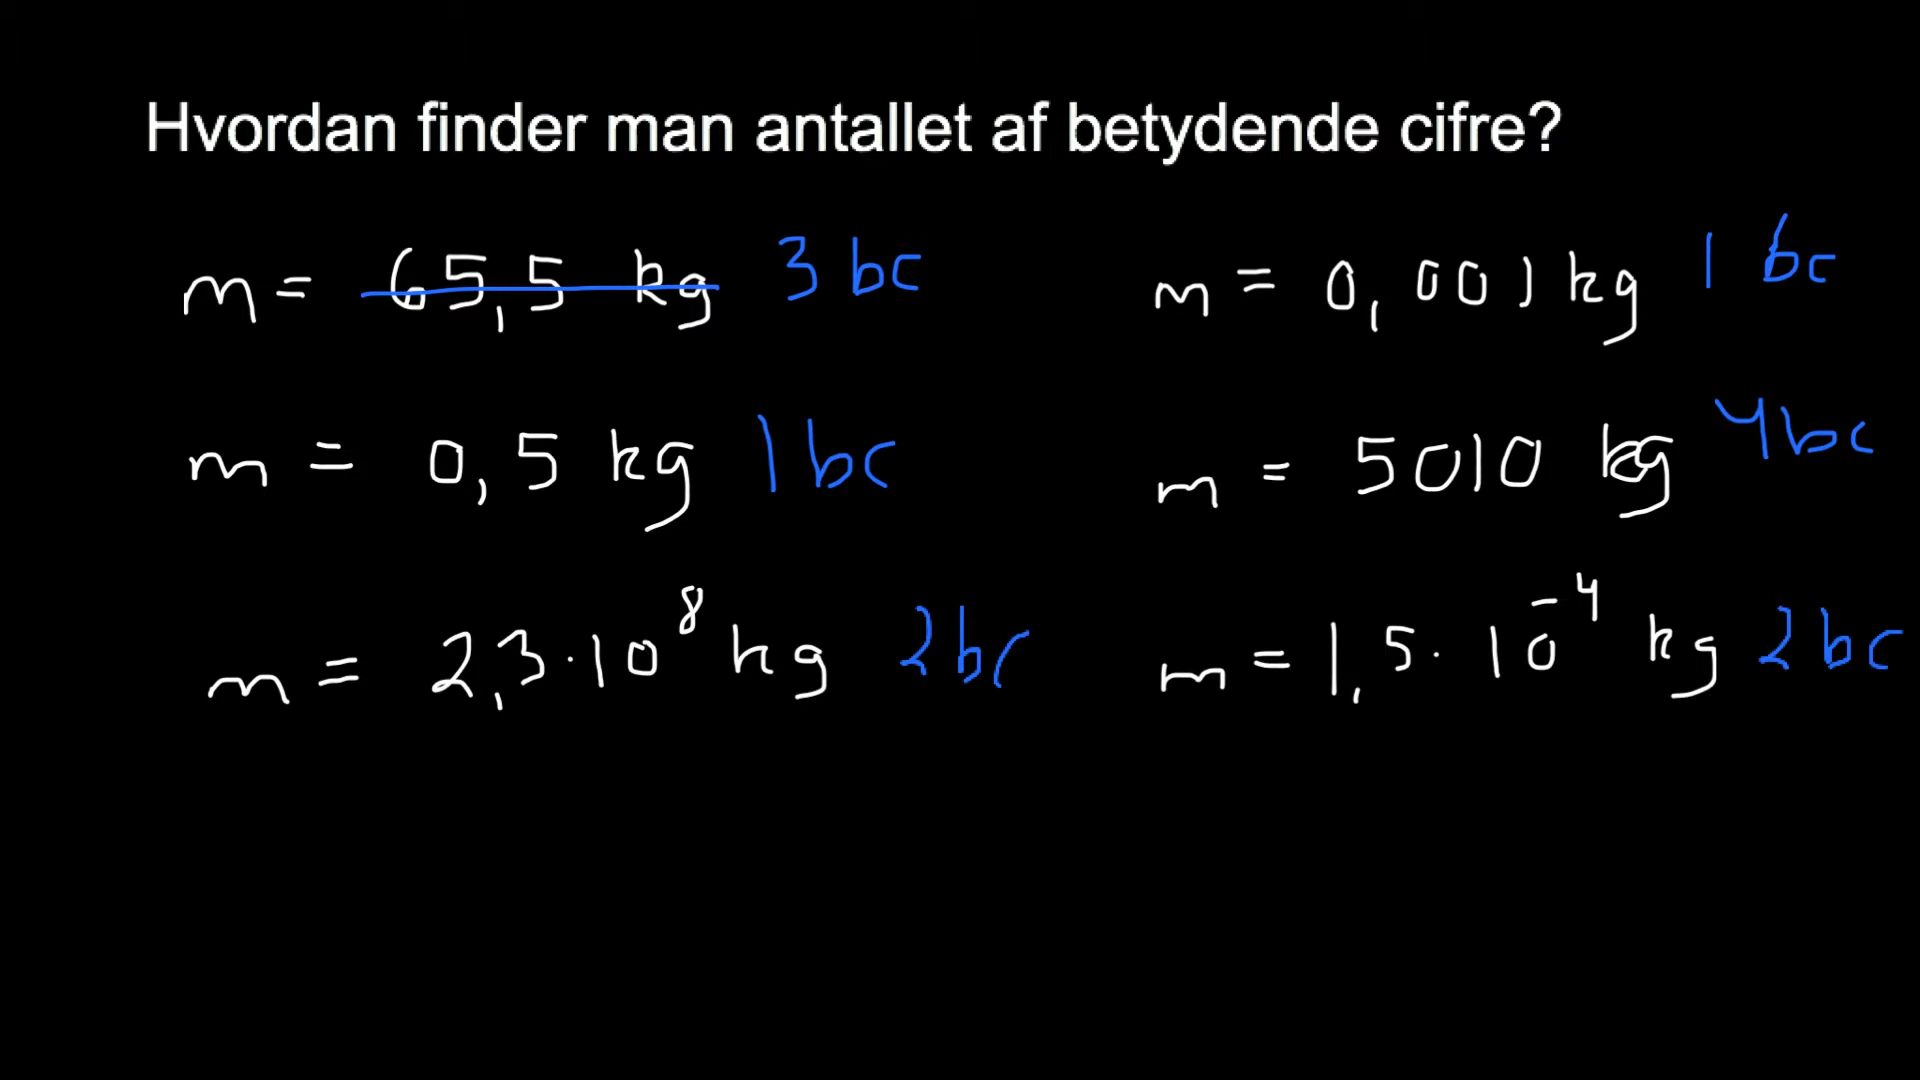 Hvordan finder man antallet af betydende cifre?
m = 65,5 kg 3 bc
m = 0,001 kg 1 bc
m = 0,5 kg 1 bc
m = 5010 kg 4 bc
m = 2,3·10⁸ kg 2 bc
m = 1,5·10⁻⁴ kg 2 bc